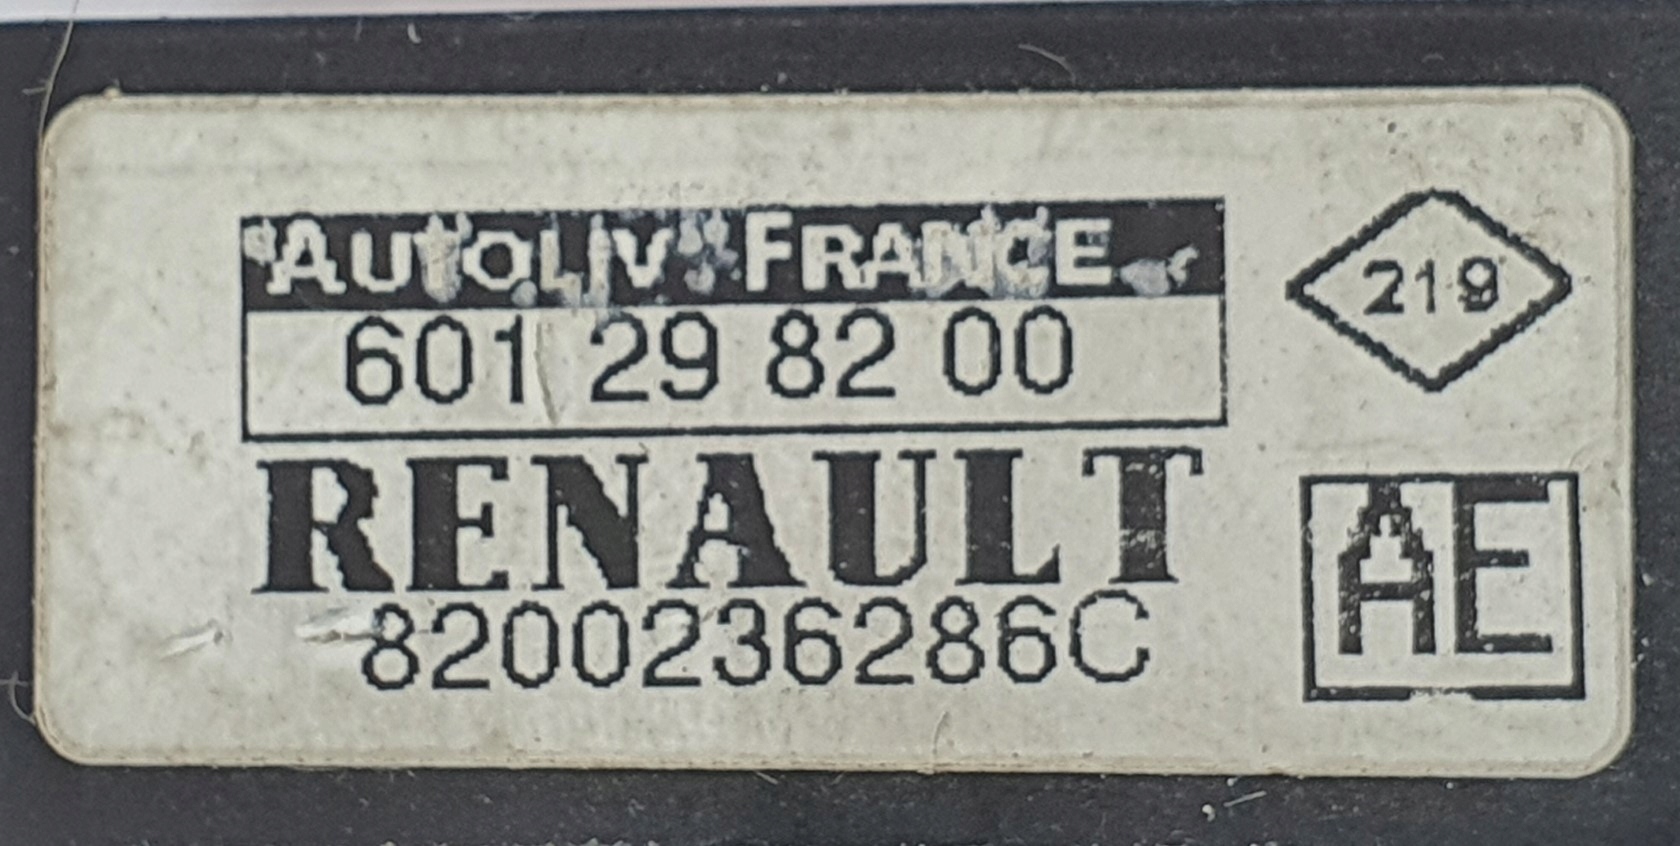 AUTOLIV FRANCE
601 29 82 00
219
RENAULT
8200236286C
AE